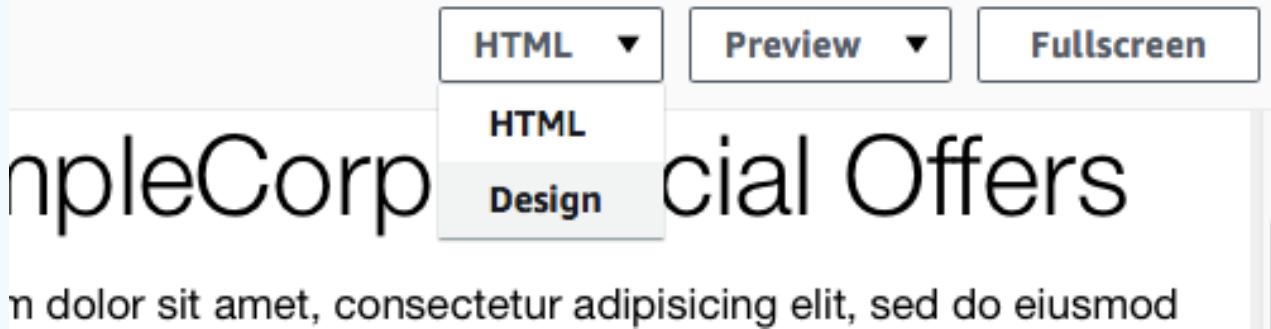 HTML ▼ Preview ▼ Fullscreen
HTML
npleCorp cial Offers
Design
m dolor sit amet, consectetur adipisicing elit, sed do eiusmod